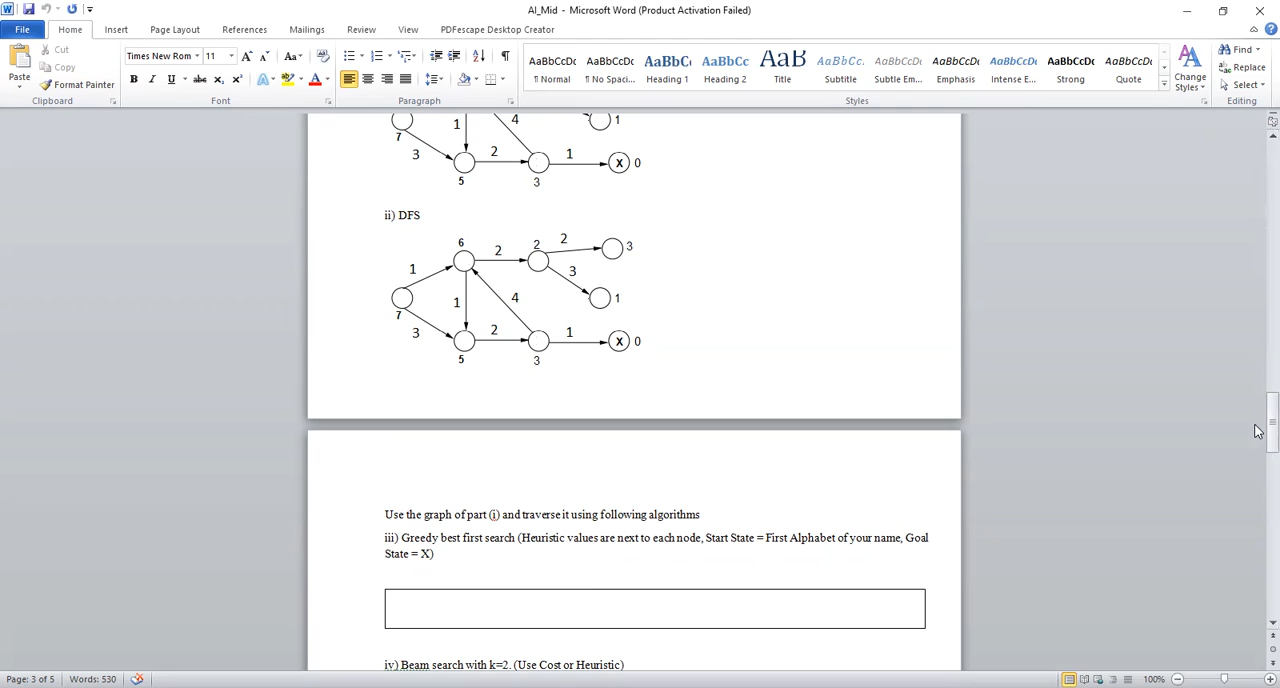 AI_Mid - Microsoft Word (Product Activation Failed)
File Home Insert Page Layout References Mailings Review View PDFescape Desktop Creator
Paste
Cut
Copy
Format Painter
Clipboard
Times New Rom 11
Font
Paragraph
AaBbCcDc AaBbCcDc AaBbC AaBbCc AaB AaBbCc. AaBbCcDc AaBbCcDc AaBbCcDc AaBbCcDc AaBbCcDc
¶ Normal ¶ No Spaci... Heading 1 Heading 2 Title Subtitle Subtle Em... Emphasis Intense E... Strong Quote
Styles
Change Styles
Find
Replace
Select
Editing
7 1 4 1
3 2 1 X 0
5 3
ii) DFS
6 2 2 3
1 2
3
7 1 4 1
3 2 1 X 0
5 3
Use the graph of part (i) and traverse it using following algorithms
iii) Greedy best first search (Heuristic values are next to each node, Start State = First Alphabet of your name, Goal
State = X)
iv) Beam search with k=2. (Use Cost or Heuristic)
Page: 3 of 5 Words: 530 100%